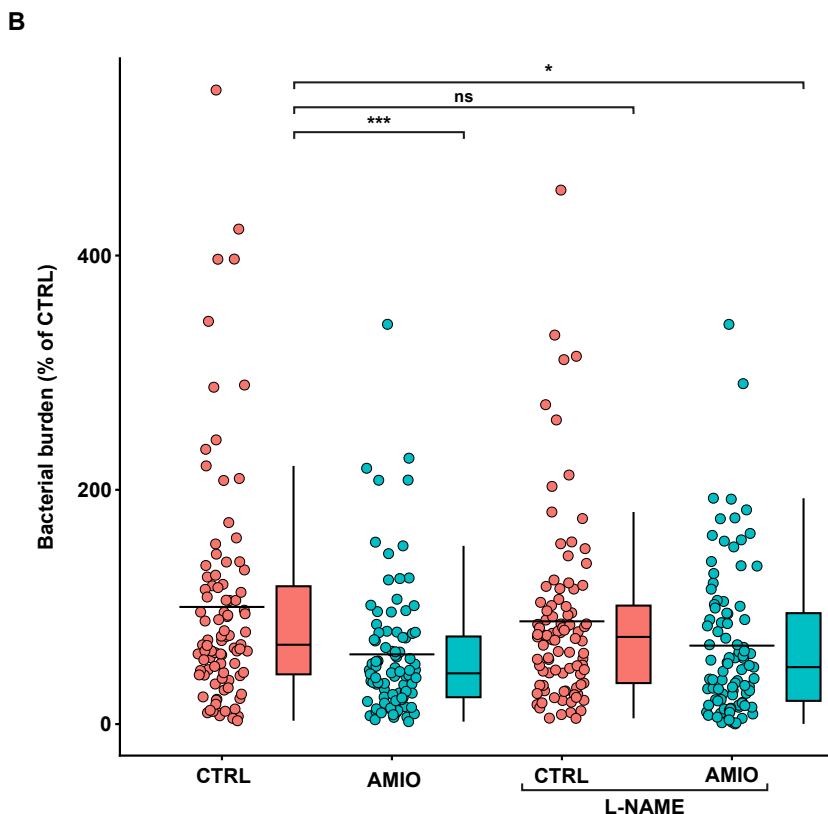 B
*
ns
***
Bacterial burden (% of CTRL)
400
200
0
CTRL
AMIO
CTRL
AMIO
L-NAME